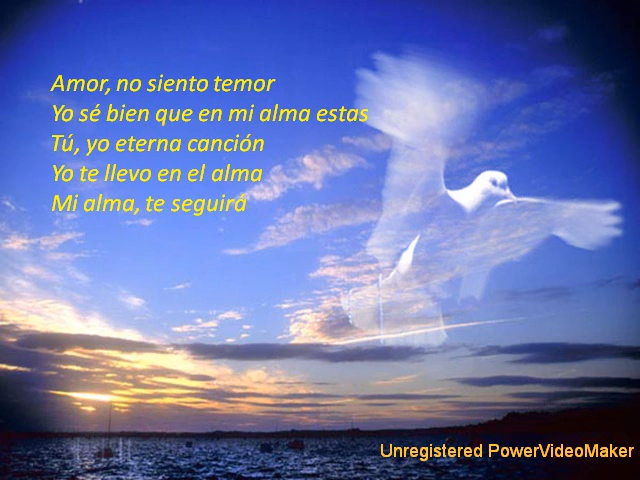 Amor, no siento temor
Yo sé bien que en mi alma estas
Tú, yo eterna canción
Yo te llevo en el alma
Mi alma, te seguirá
Unregistered PowerVideoMaker